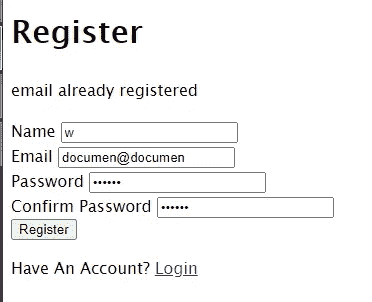 Register
email already registered
Name w
Email documen@documen
Password ••••••
Confirm Password ••••••
Register
Have An Account? Login